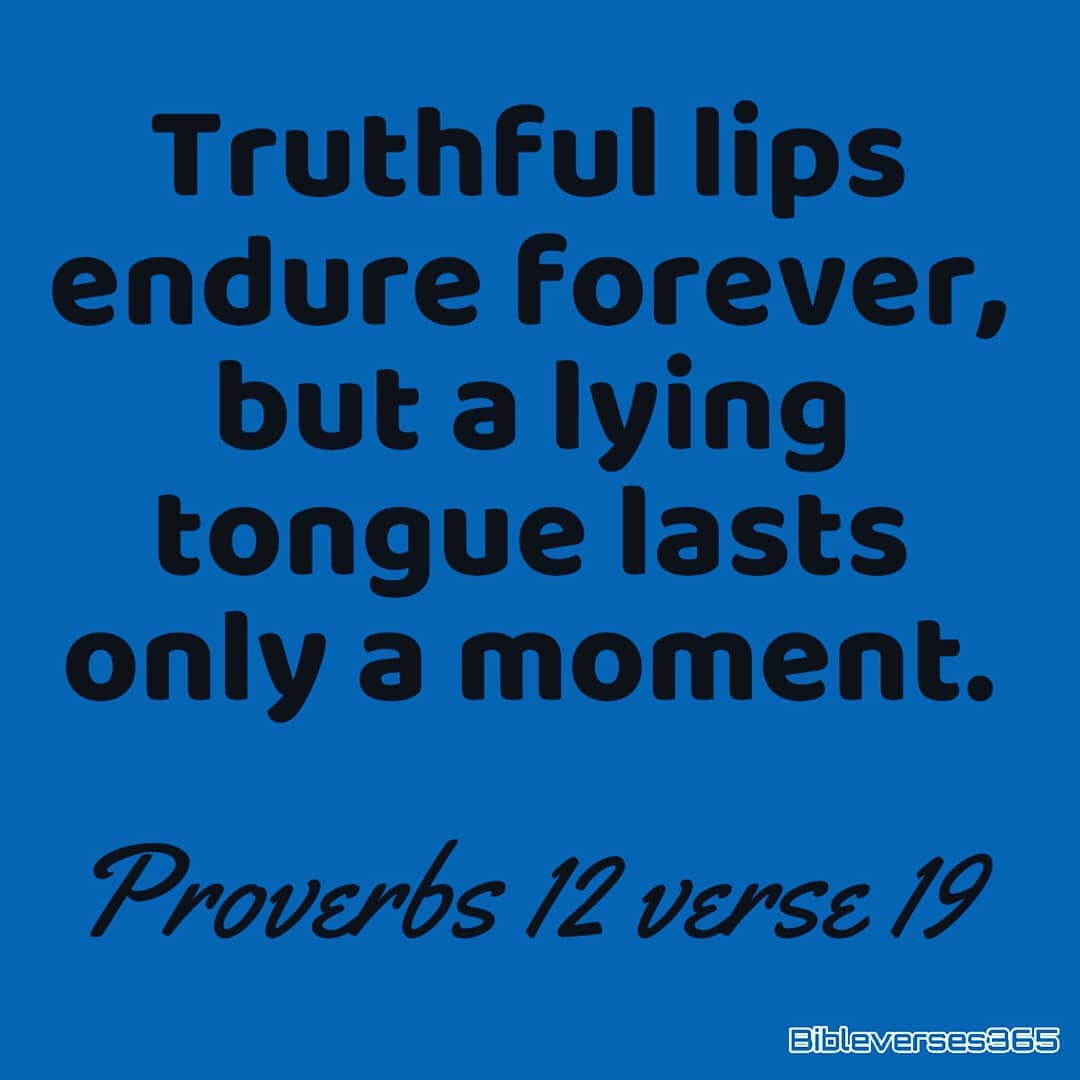 Truthful lips
endure forever,
but a lying
tongue lasts
only a moment.
Proverbs 12 verse 19
Bibleverses365